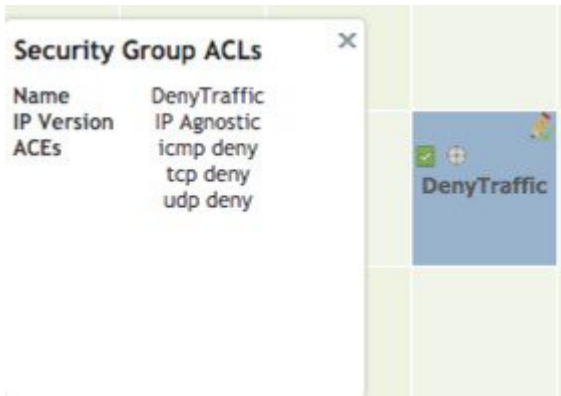 Security Group ACLs
Name DenyTraffic
IP Version IP Agnostic
ACEs icmp deny
tcp deny
udp deny
DenyTraffic